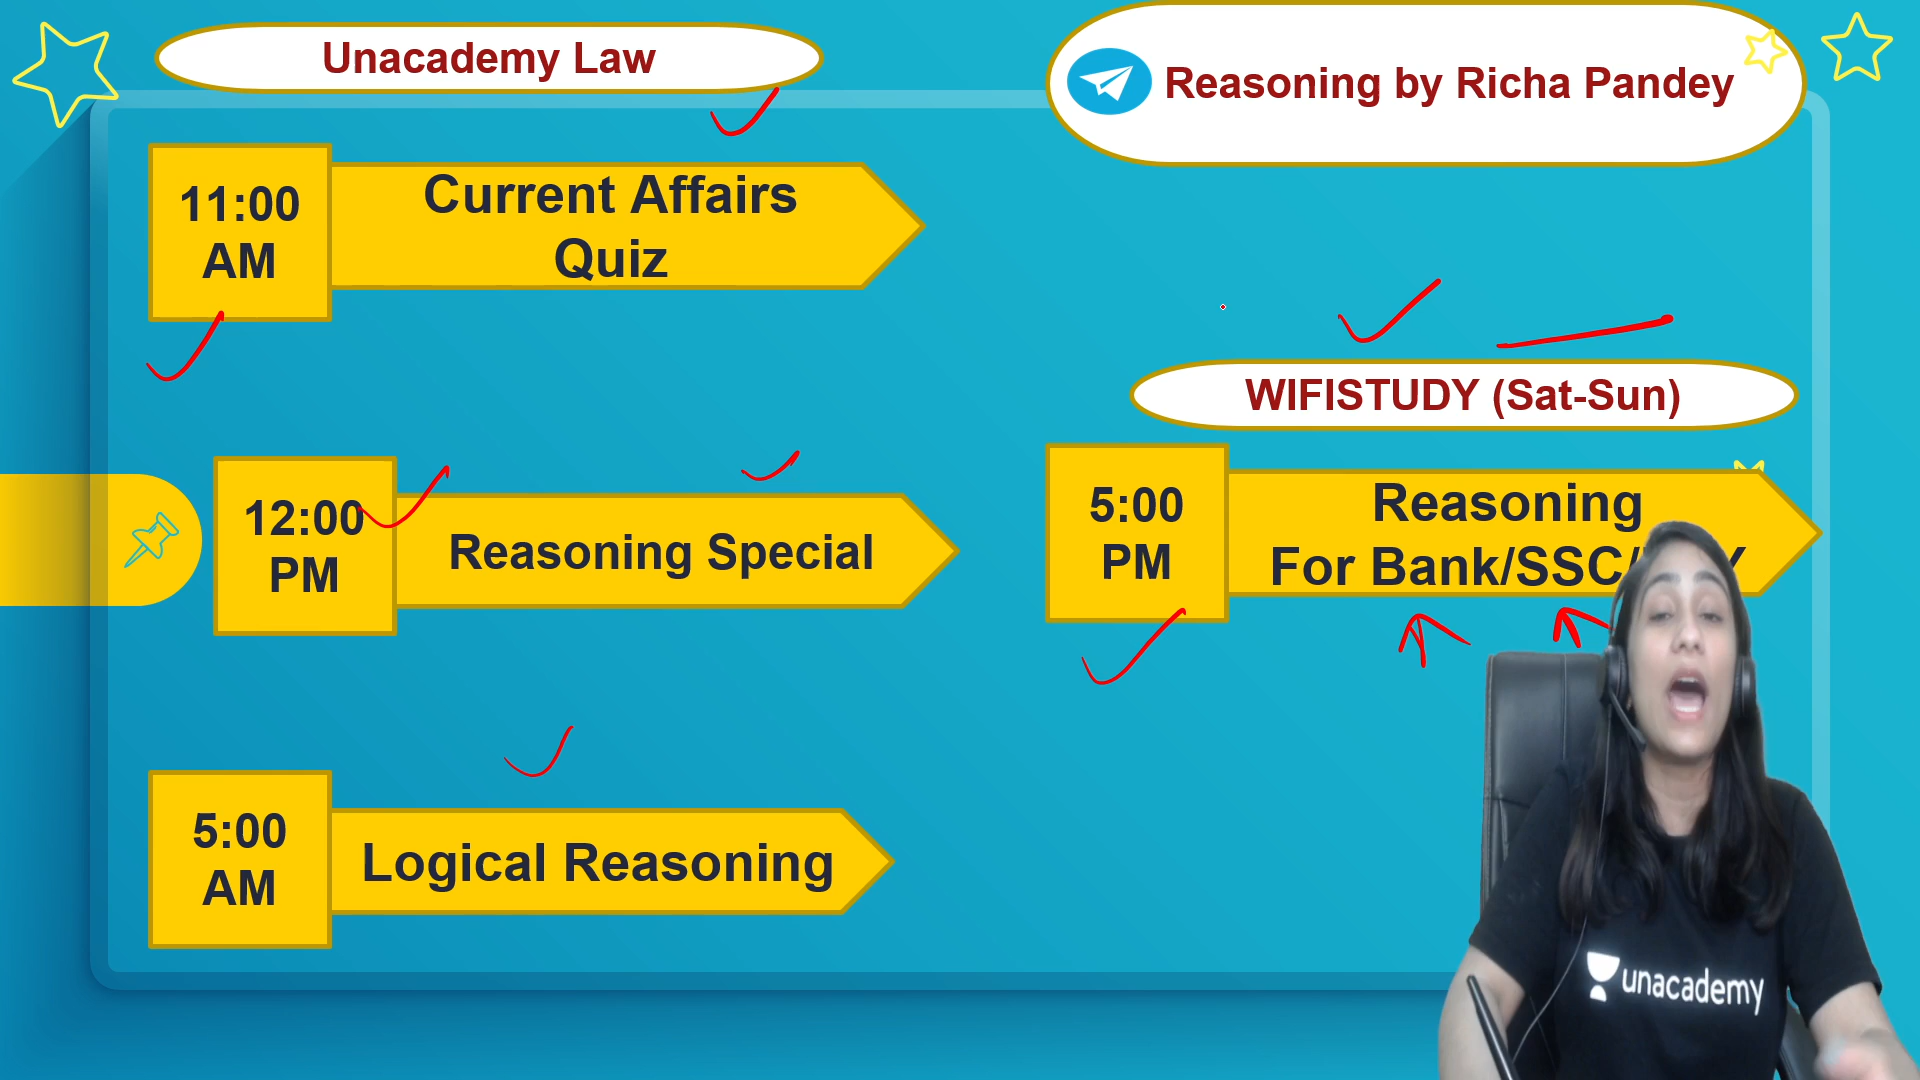 Unacademy Law
Reasoning by Richa Pandey
11:00
AM
Current Affairs
Quiz
WIFISTUDY (Sat-Sun)
12:00
PM
Reasoning Special
5:00
PM
Reasoning
For Bank/SSC/
5:00
AM
Logical Reasoning
unacademy